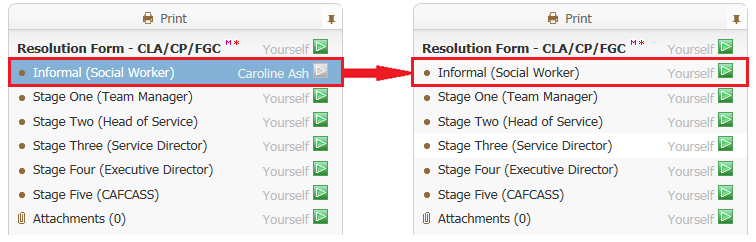 Print
Resolution Form - CLA/CP/FGC M * Yourself
Informal (Social Worker) Caroline Ash
Stage One (Team Manager) Yourself
Stage Two (Head of Service) Yourself
Stage Three (Service Director) Yourself
Stage Four (Executive Director) Yourself
Stage Five (CAFCASS) Yourself
Attachments (0) Yourself
Print
Resolution Form - CLA/CP/FGC M * Yourself
Informal (Social Worker) Yourself
Stage One (Team Manager) Yourself
Stage Two (Head of Service) Yourself
Stage Three (Service Director) Yourself
Stage Four (Executive Director) Yourself
Stage Five (CAFCASS) Yourself
Attachments (0) Yourself